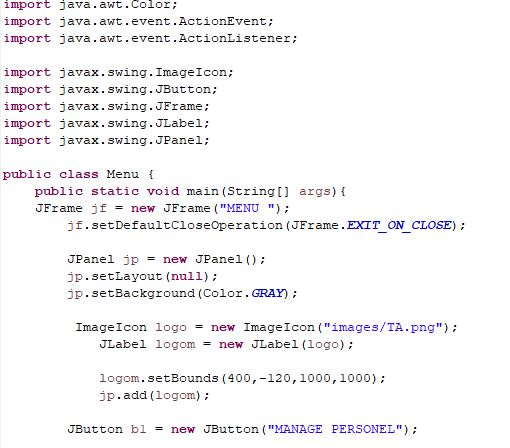 import java.awt.Color;
import java.awt.event.ActionEvent;
import java.awt.event.ActionListener;
import javax.swing.ImageIcon;
import javax.swing.JButton;
import javax.swing.JFrame;
import javax.swing.JLabel;
import javax.swing.JPanel;
public class Menu {
public static void main(String[] args){
JFrame jf = new JFrame("MENU ");
jf.setDefaultCloseOperation(JFrame.EXIT_ON_CLOSE);
JPanel jp = new JPanel();
jp.setLayout(null);
jp.setBackground(Color.GRAY);
ImageIcon logo = new ImageIcon("images/TA.png");
JLabel logom = new JLabel(logo);
logom.setBounds(400,-120,1000,1000);
jp.add(logom);
JButton b1 = new JButton("MANAGE PERSONEL");